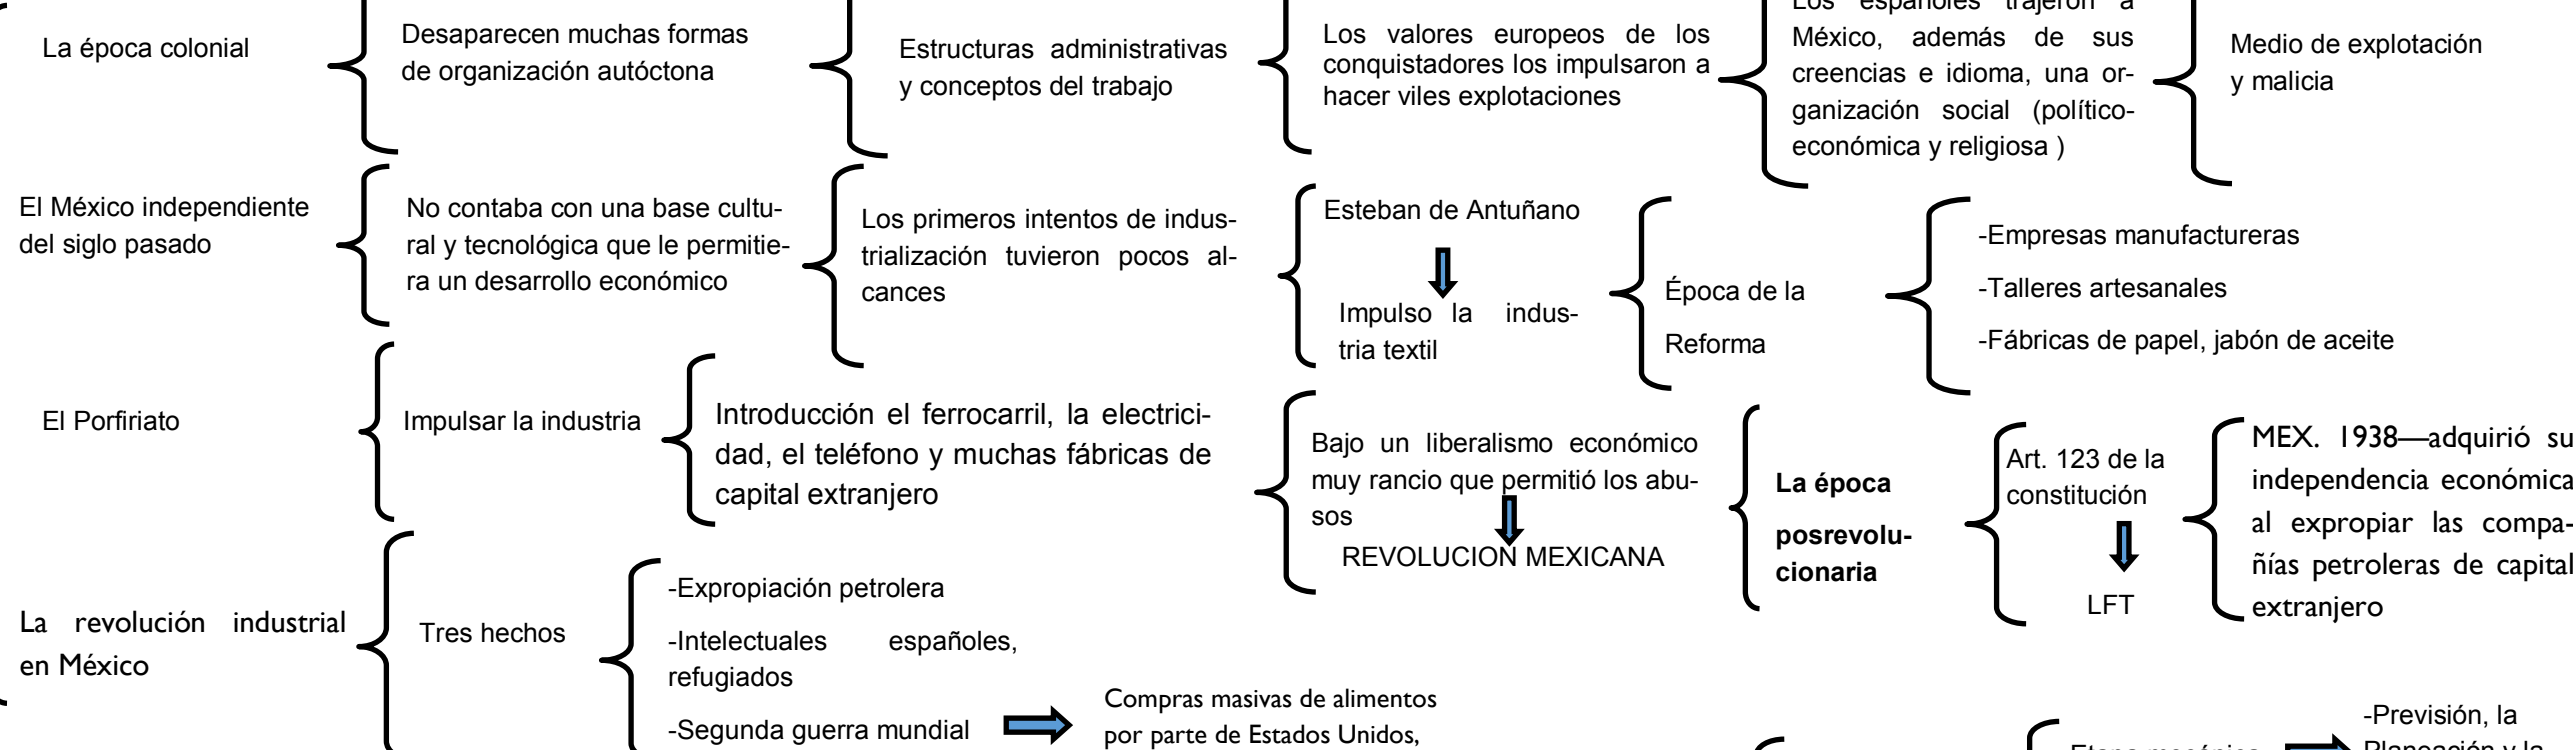 La época colonial
Desaparecen muchas formas
de organización autóctona
Estructuras administrativas
y conceptos del trabajo
Los valores europeos de los
conquistadores los impulsaron a
hacer viles explotaciones
Los españoles trajeron a
México, además de sus
creencias e idioma, una or-
ganización social (político-
económica y religiosa )
Medio de explotación
y malicia
El México independiente
del siglo pasado
No contaba con una base cultu-
ral y tecnológica que le permitie-
ra un desarrollo económico
Los primeros intentos de indus-
trialización tuvieron pocos al-
cances
Esteban de Antuñano
Impulso la indus-
tria textil
Época de la
Reforma
-Empresas manufactureras
-Talleres artesanales
-Fábricas de papel, jabón de aceite
El Porfiriato
Impulsar la industria
Introducción el ferrocarril, la electrici-
dad, el teléfono y muchas fábricas de
capital extranjero
Bajo un liberalismo económico
muy rancio que permitió los abu-
sos
REVOLUCION MEXICANA
La época
posrevolu-
cionaria
Art. 123 de la
constitución
LFT
MEX. 1938—adquirió su
independencia económica
al expropiar las compa-
ñías petroleras de capital
extranjero
La revolución industrial
en México
Tres hechos
-Expropiación petrolera
-Intelectuales españoles,
refugiados
-Segunda guerra mundial
Compras masivas de alimentos
por parte de Estados Unidos,
Etapa mecánica
-Previsión, la
Planeación y la